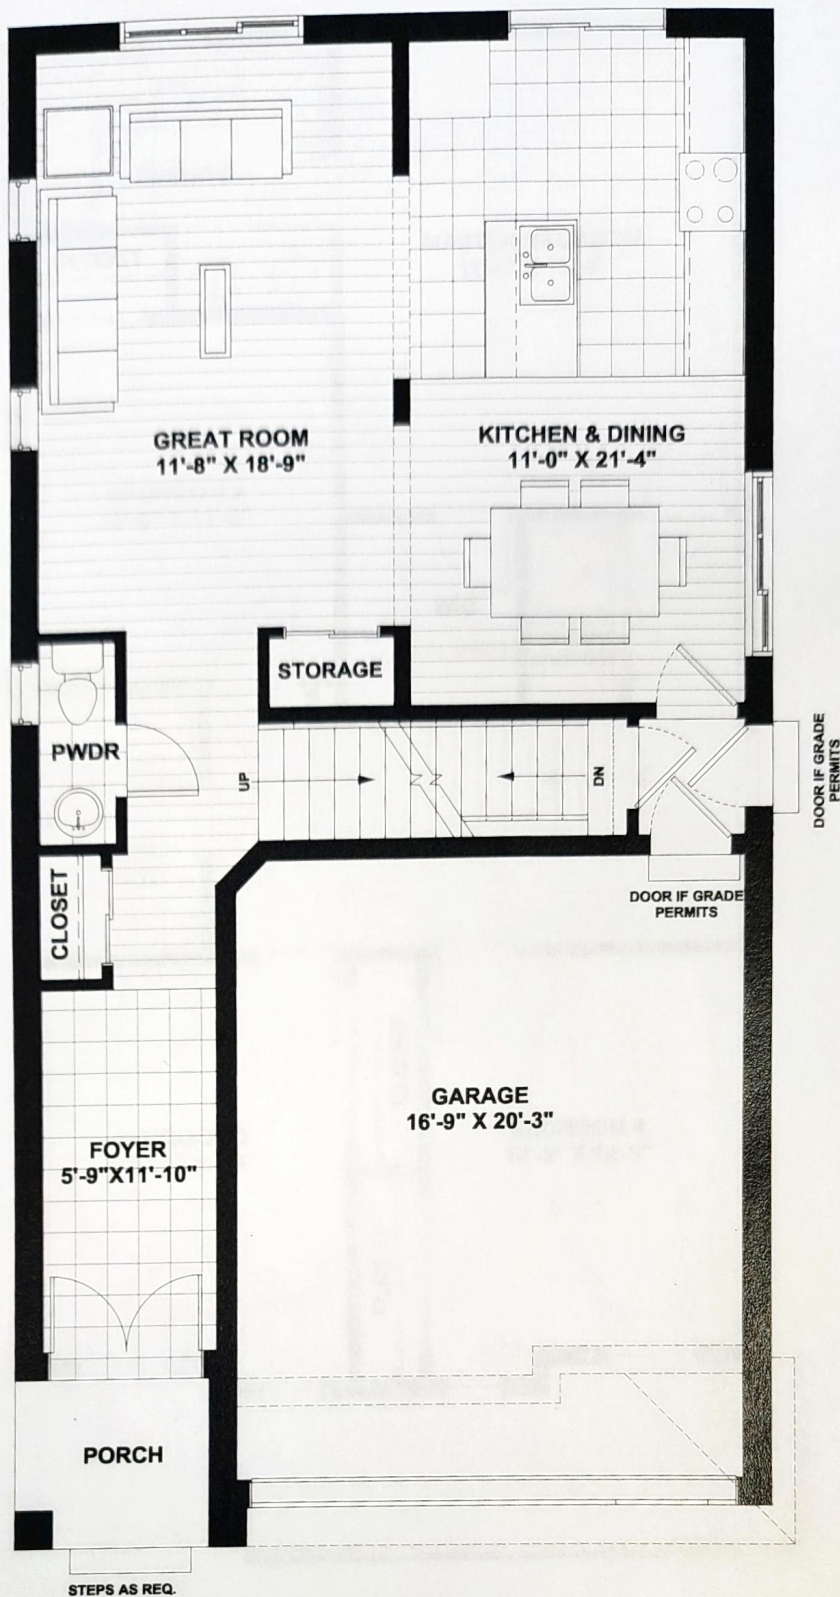 GREAT ROOM
11'-8" X 18'-9"
KITCHEN & DINING
11'-0" X 21'-4"
STORAGE
PWDR
UP
DN
DOOR IF GRADE
PERMITS
CLOSET
DOOR IF GRADE
PERMITS
GARAGE
16'-9" X 20'-3"
FOYER
5'-9"X11'-10"
PORCH
STEPS AS REQ.